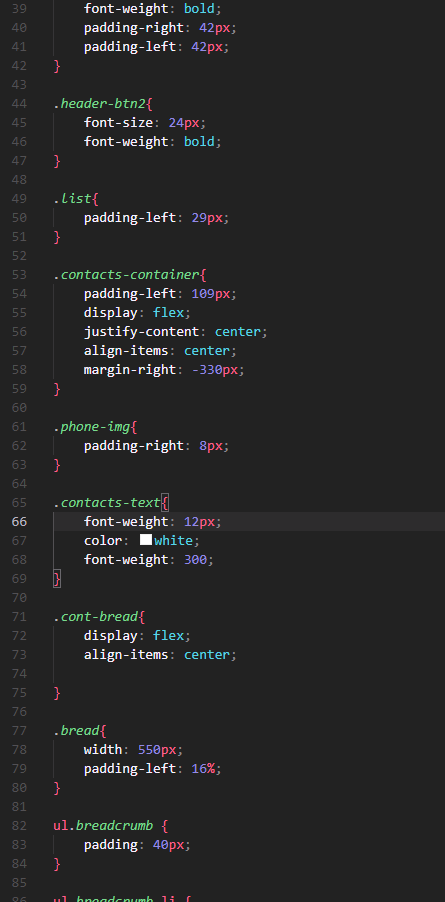 39 font-weight: bold;
40 padding-right: 42px;
41 padding-left: 42px;
42 }
43
44 .header-btn2{
45 font-size: 24px;
46 font-weight: bold;
47 }
48
49 .list{
50 padding-left: 29px;
51 }
52
53 .contacts-container{
54 padding-left: 109px;
55 display: flex;
56 justify-content: center;
57 align-items: center;
58 margin-right: -330px;
59 }
60
61 .phone-img{
62 padding-right: 8px;
63 }
64
65 .contacts-text{
66 font-weight: 12px;
67 color: white;
68 font-weight: 300;
69 }
70
71 .cont-bread{
72 display: flex;
73 align-items: center;
74
75 }
76
77 .bread{
78 width: 550px;
79 padding-left: 16%;
80 }
81
82 ul.breadcrumb {
83 padding: 40px;
84 }
85
86 ul.breadcrumb li {